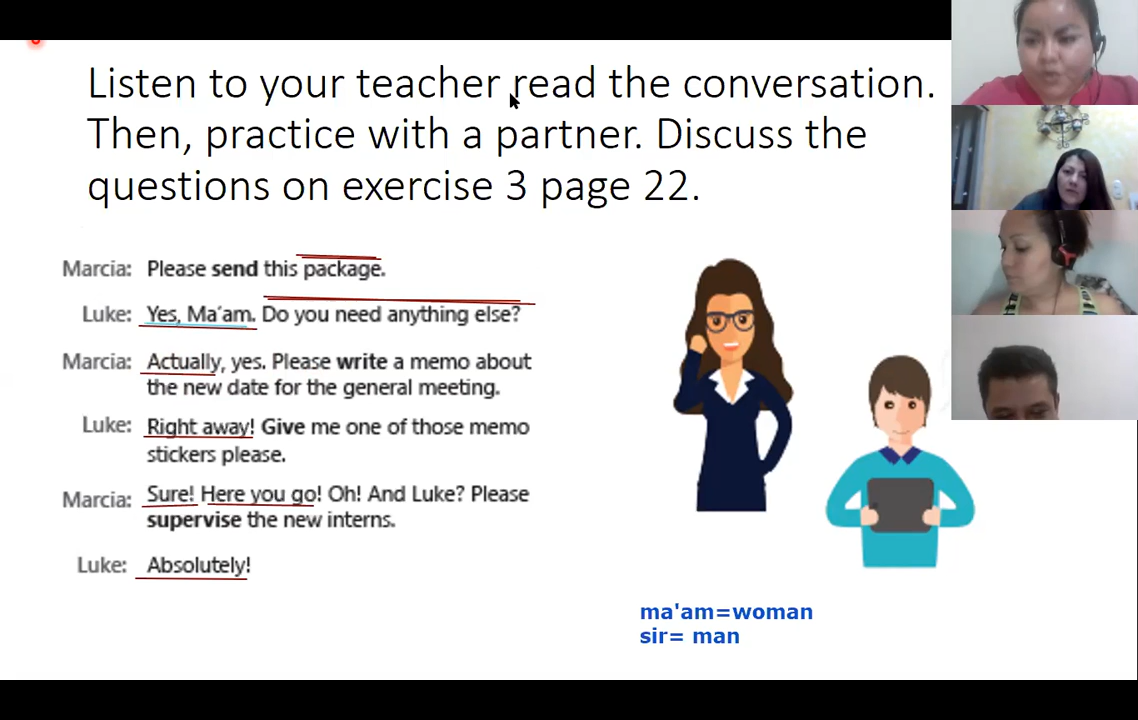 Listen to your teacher read the conversation.
Then, practice with a partner. Discuss the
questions on exercise 3 page 22.
Marcia: Please send this package.
Luke: Yes, Ma'am. Do you need anything else?
Marcia: Actually, yes. Please write a memo about
the new date for the general meeting.
Luke: Right away! Give me one of those memo
stickers please.
Marcia: Sure! Here you go! Oh! And Luke? Please
supervise the new interns.
Luke: Absolutely!
ma'am=woman
sir= man